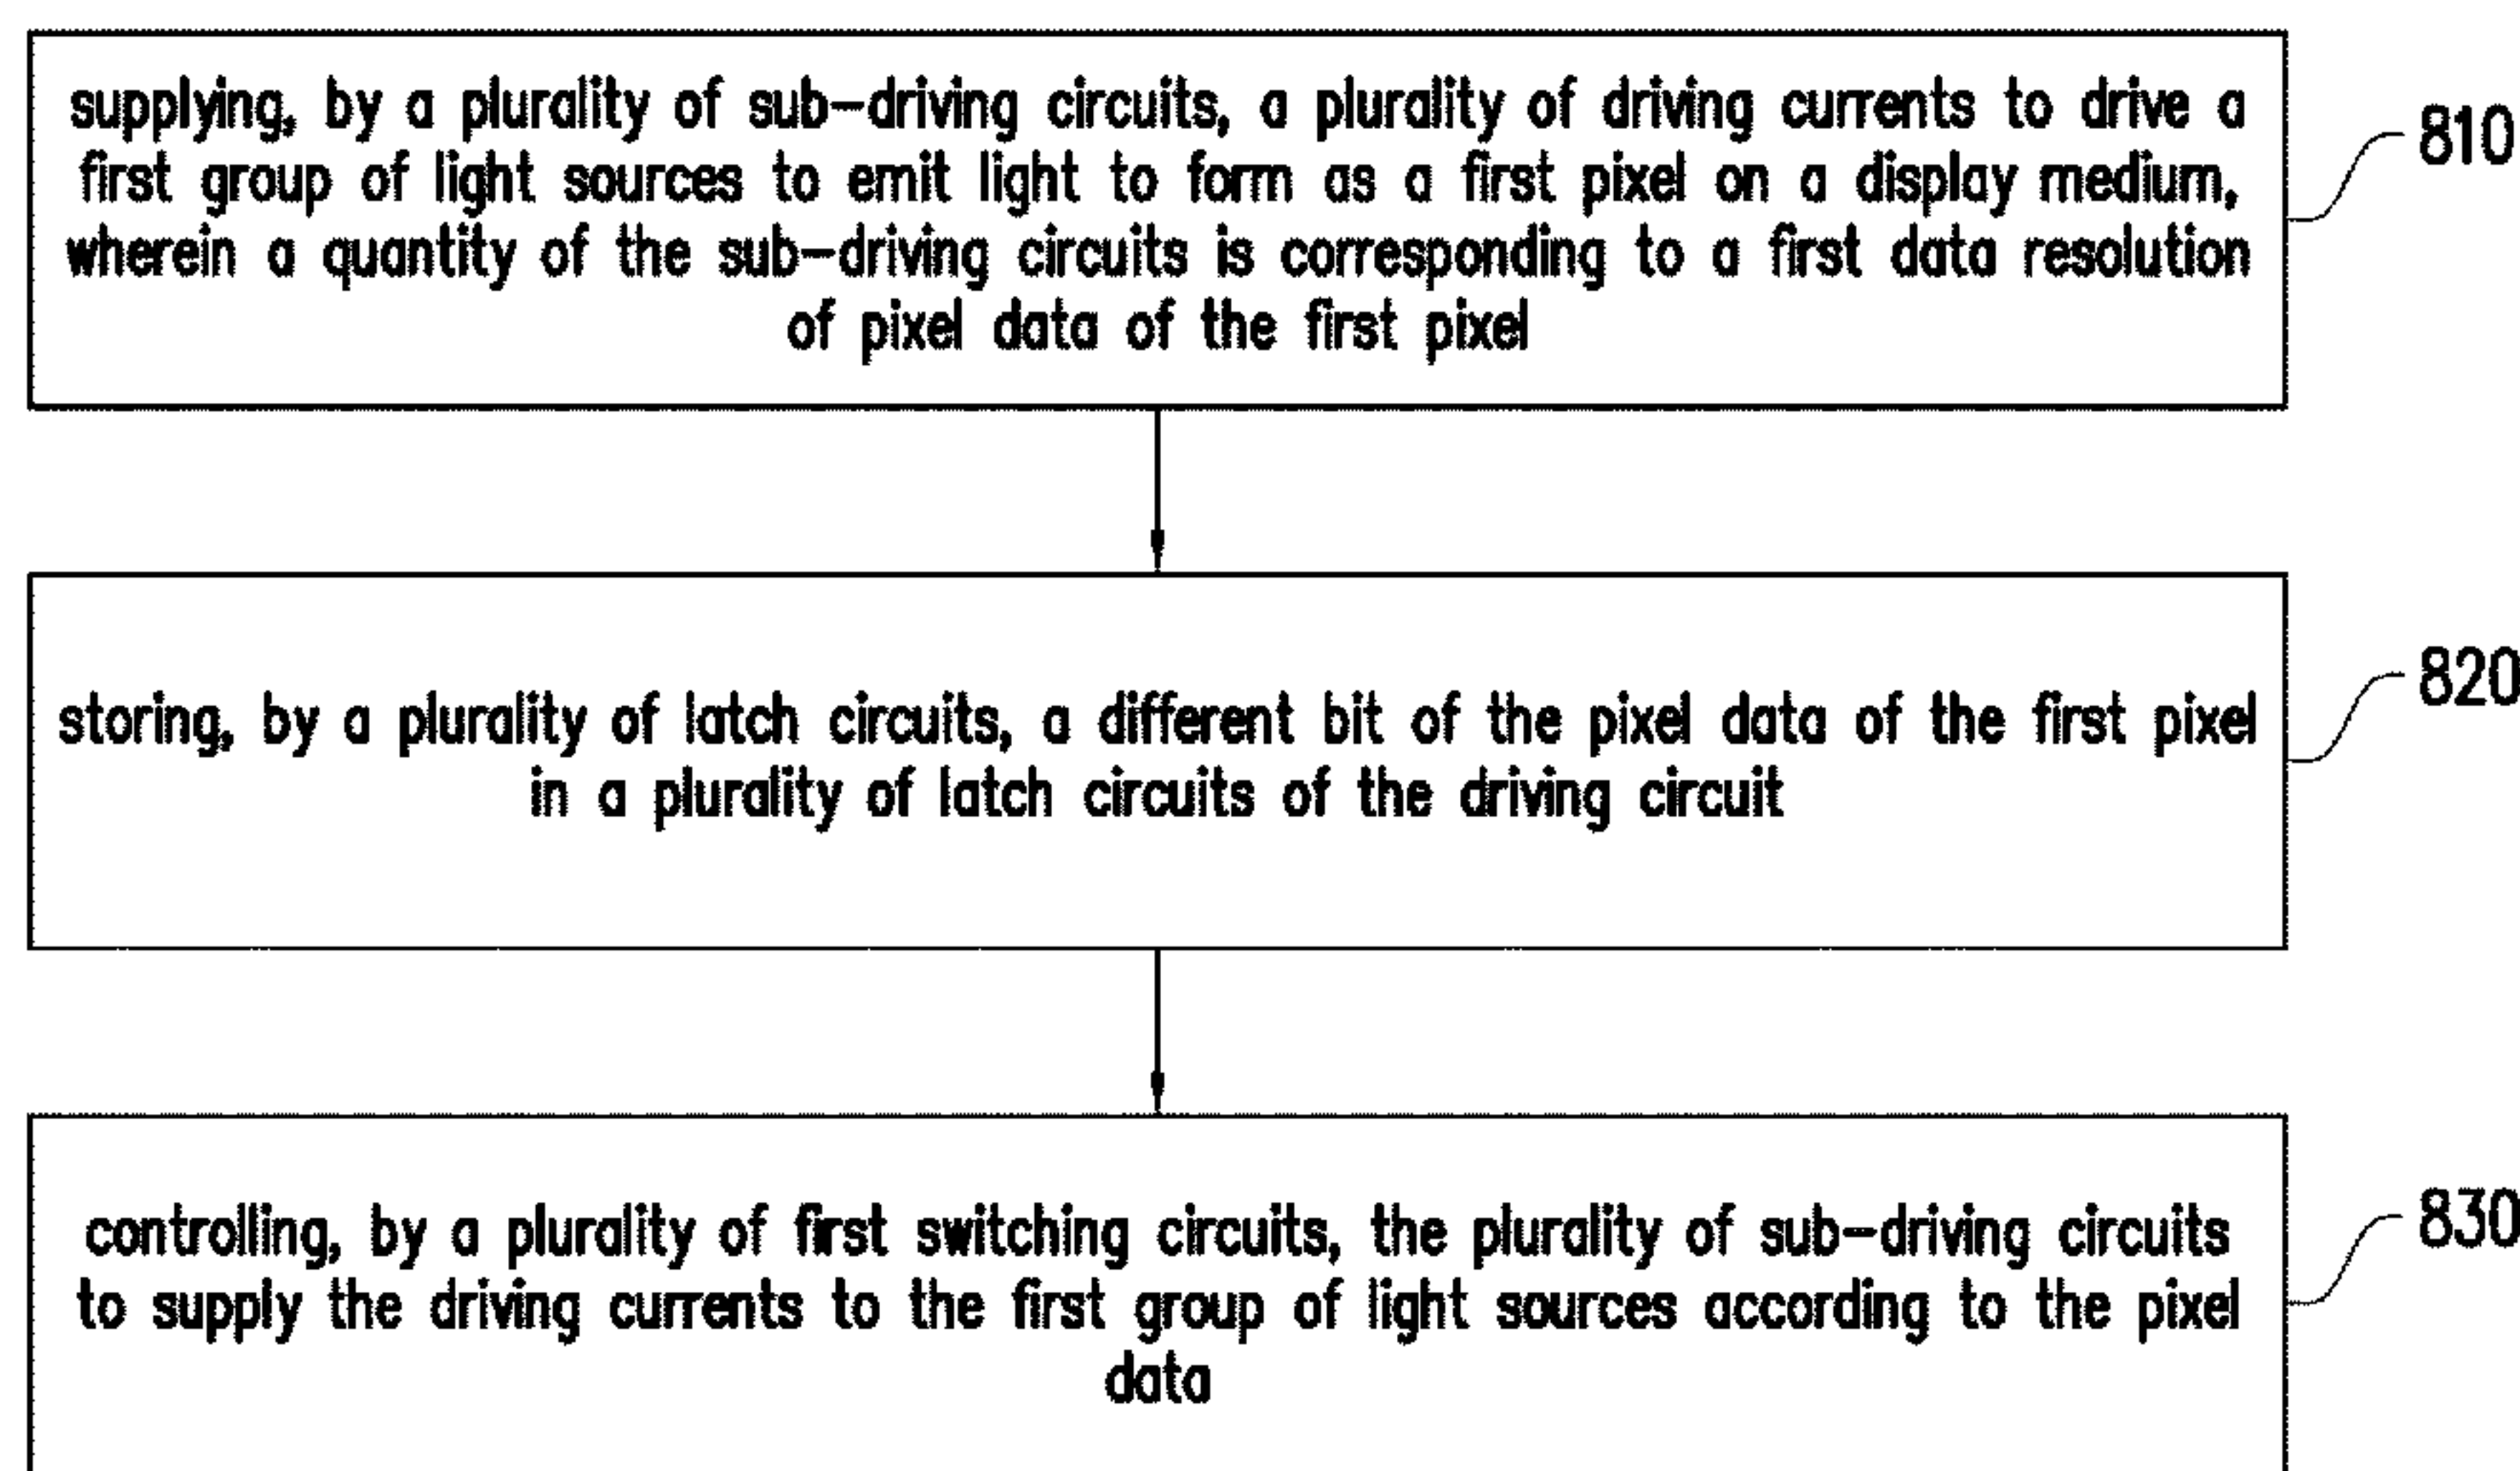 supplying, by a plurality of sub-driving circuits, a plurality of driving currents to drive a
first group of light sources to emit light to form as a first pixel on a display medium,
wherein a quantity of the sub-driving circuits is corresponding to a first data resolution
of pixel data of the first pixel
810
storing, by a plurality of latch circuits, a different bit of the pixel data of the first pixel
in a plurality of latch circuits of the driving circuit
820
controlling, by a plurality of first switching circuits, the plurality of sub-driving circuits
to supply the driving currents to the first group of light sources according to the pixel
data
830